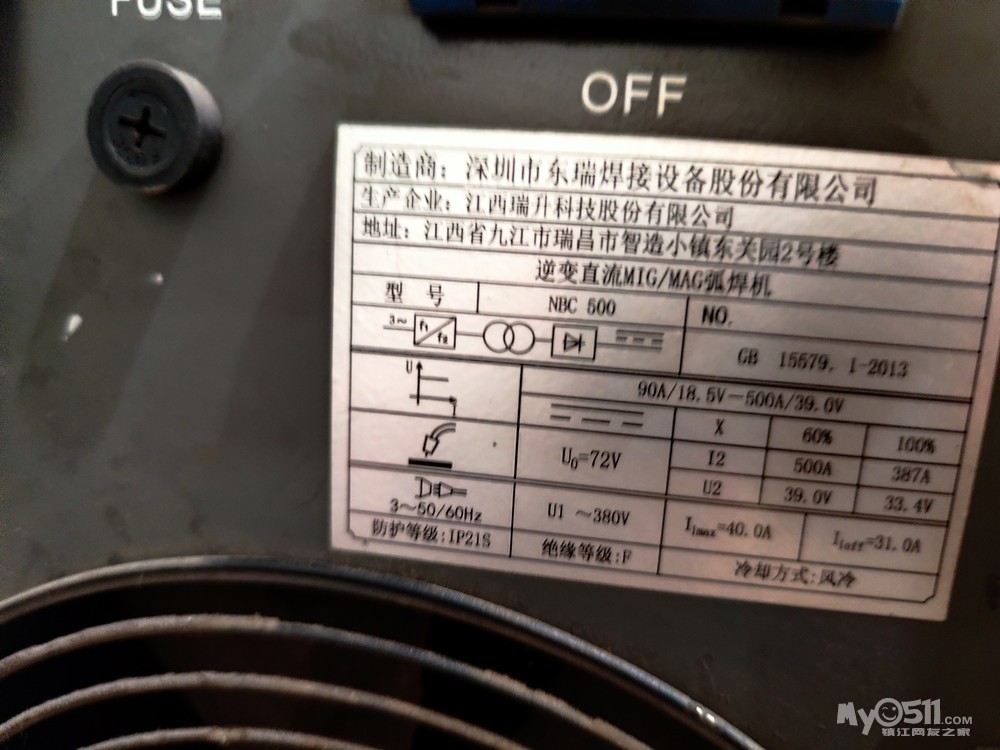 FUSE
OFF
制造商：深圳市东瑞焊接设备股份有限公司
生产企业：江西瑞升科技股份有限公司
地址：江西省九江市瑞昌市智造小镇东关园2号楼
逆变直流MIG/MAG弧焊机
型 号 NBC 500 NO.
3~ f1 f2 GB 15579.1-2013
U I 90A/18.5V－500A/39.0V
X 60% 100%
U0=72V I2 500A 387A
U2 39.0V 33.4V
3～50/60Hz U1 ～380V I1max=40.0A I1eff=31.0A
防护等级:IP21S 绝缘等级:F 冷却方式:风冷
My0511.COM
镇江网友之家